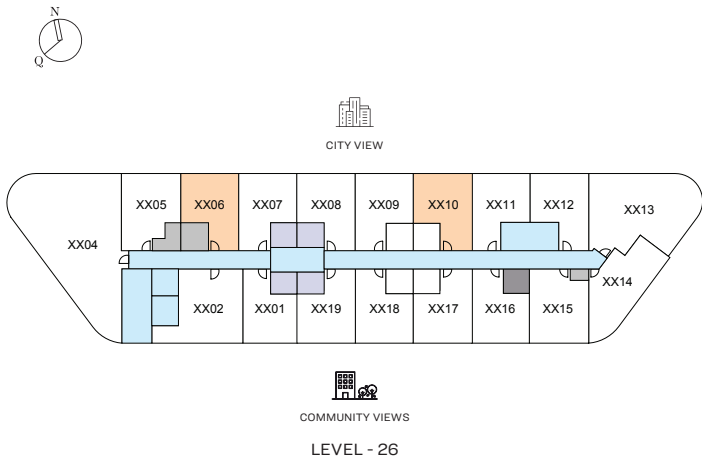 N
Q
CITY VIEW
XX05 XX06 XX07 XX08 XX09 XX10 XX11 XX12 XX13
XX04
XX14
XX02 XX01 XX19 XX18 XX17 XX16 XX15
COMMUNITY VIEWS
LEVEL - 26